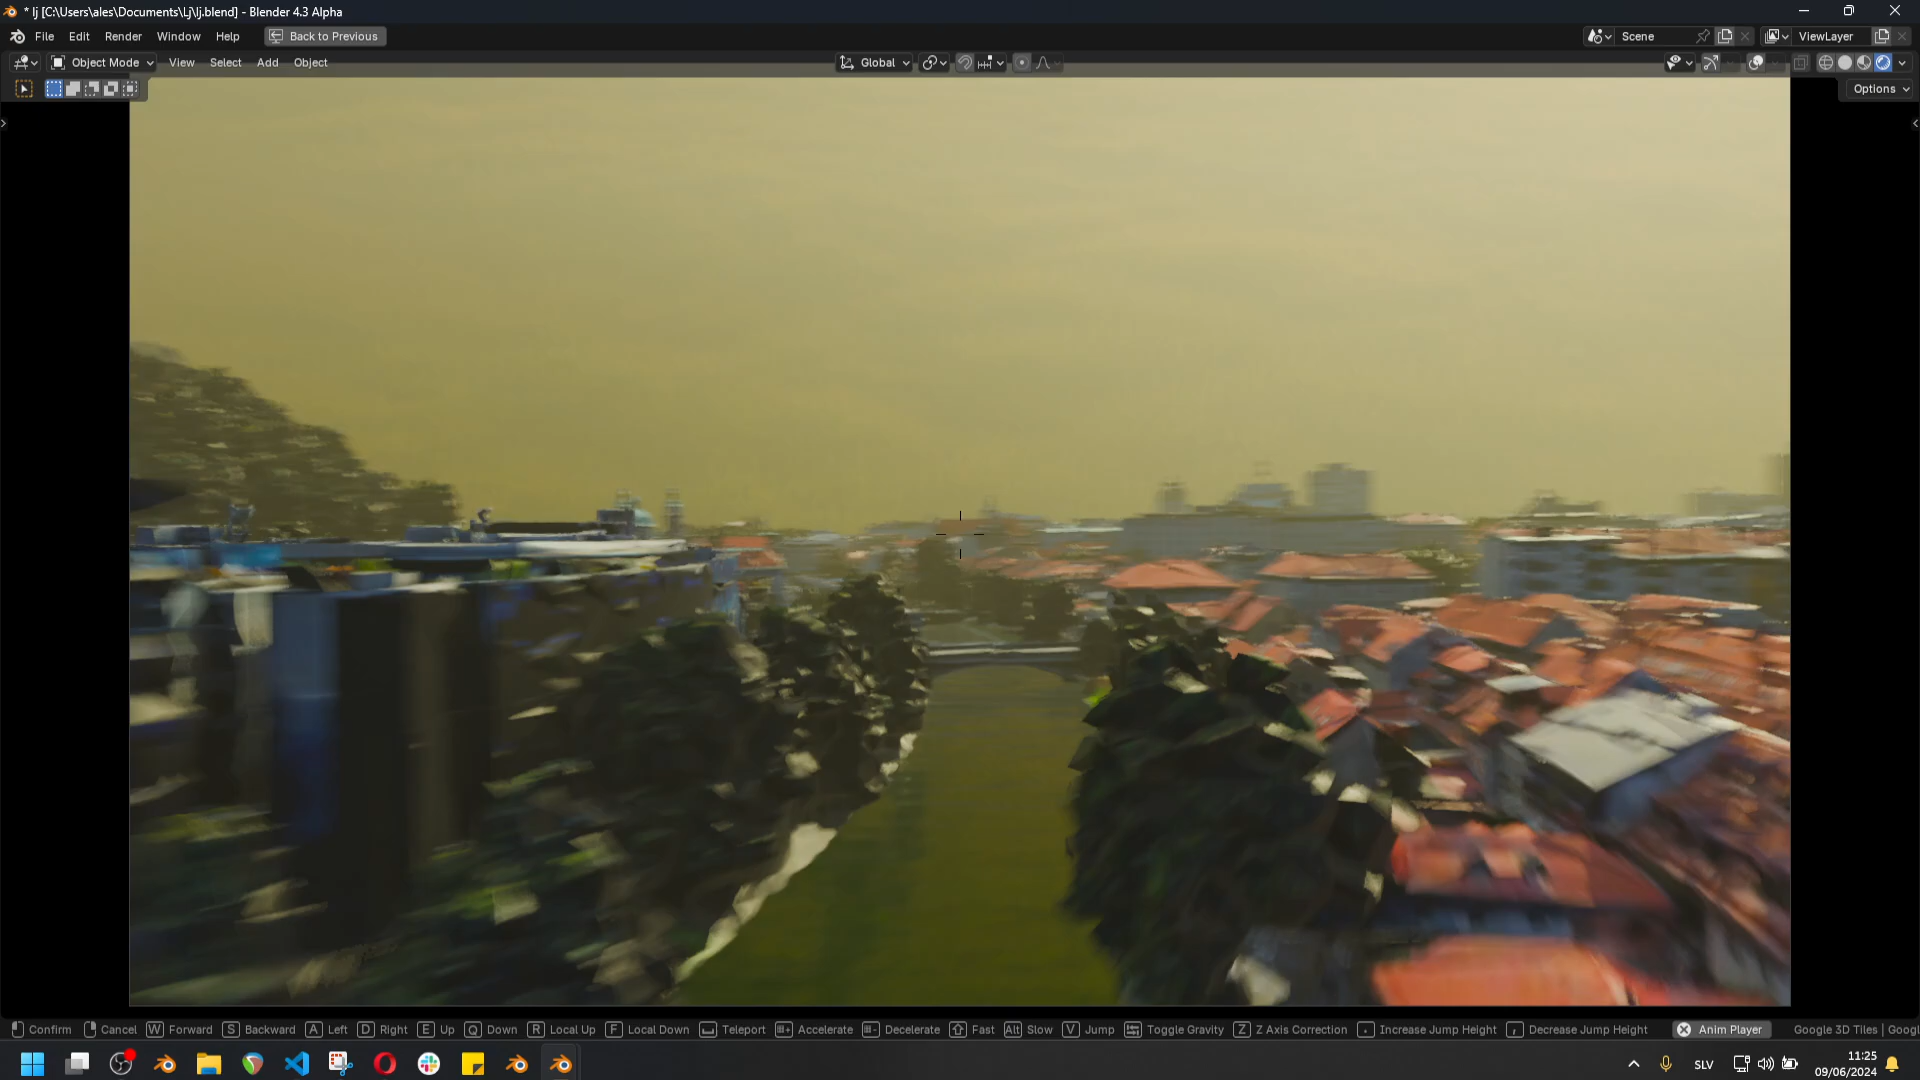 * lj [C:\Users\ales\Documents\Lj\lj.blend] - Blender 4.3 Alpha
File Edit Render Window Help Back to Previous Scene ViewLayer
Object Mode View Select Add Object Global
Options
Confirm Cancel W Forward S Backward A Left D Right E Up Q Down R Local Up F Local Down Teleport Accelerate Decelerate Fast Alt Slow V Jump Toggle Gravity Z Z Axis Correction . Increase Jump Height , Decrease Jump Height Anim Player Google 3D Tiles | Googl
SLV
11:25
09/06/2024